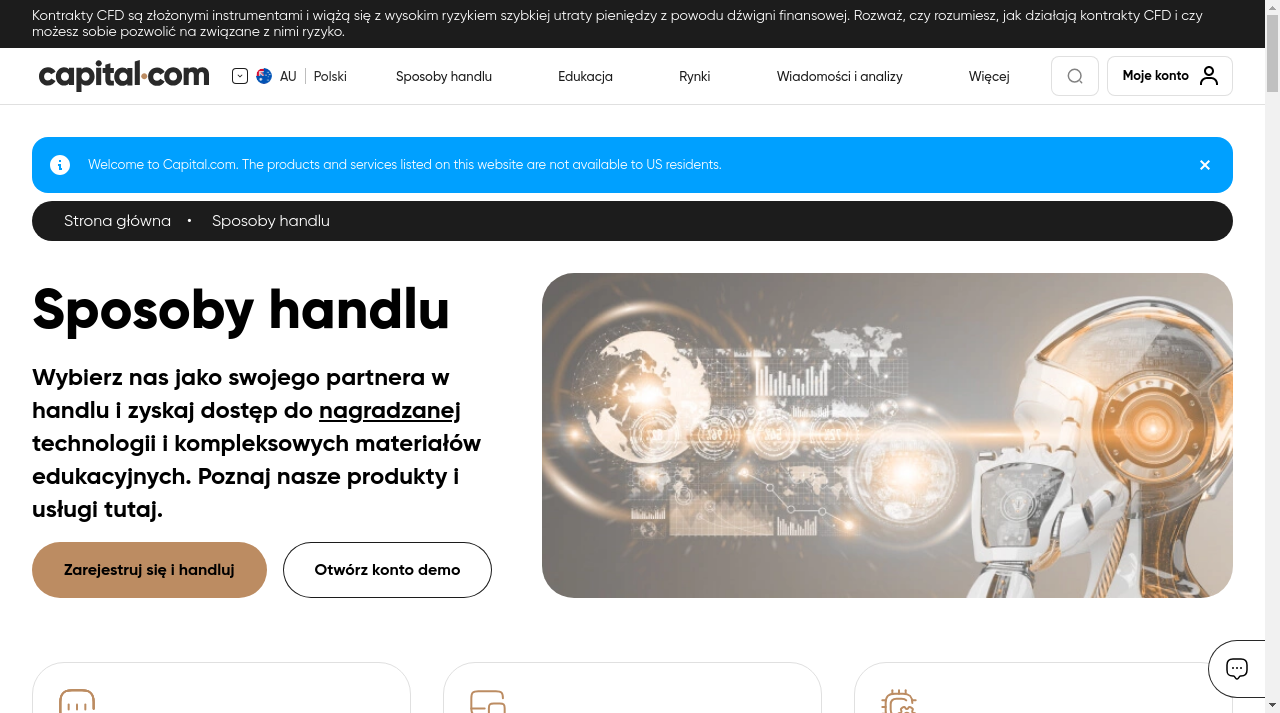 Kontrakty CFD są złożonymi instrumentami i wiążą się z wysokim ryzykiem szybkiej utraty pieniędzy z powodu dźwigni finansowej. Rozważ, czy rozumiesz, jak działają kontrakty CFD i czy
możesz sobie pozwolić na związane z nimi ryzyko.
capital.com
AU
Polski
Sposoby handlu
Edukacja
Rynki
Wiadomości i analizy
Więcej
Moje konto
Welcome to Capital.com. The products and services listed on this website are not available to US residents.
Strona główna
Sposoby handlu
Sposoby handlu
Wybierz nas jako swojego partnera w
handlu i zyskaj dostęp do nagradzanej
technologii i kompleksowych materiałów
edukacyjnych. Poznaj nasze produkty i
usługi tutaj.
Zarejestruj się i handluj
Otwórz konto demo